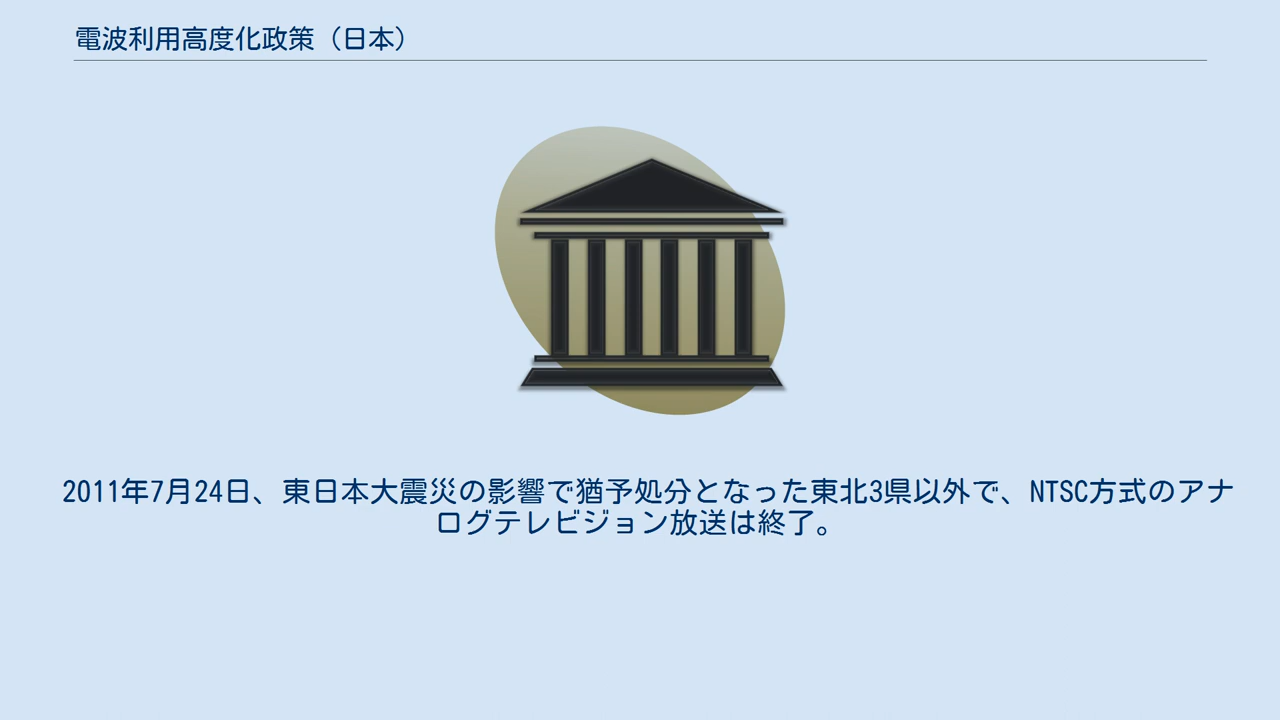 電波利用高度化政策（日本）
2011年7月24日、東日本大震災の影響で猶予処分となった東北3県以外で、NTSC方式のアナ
ログテレビジョン放送は終了。